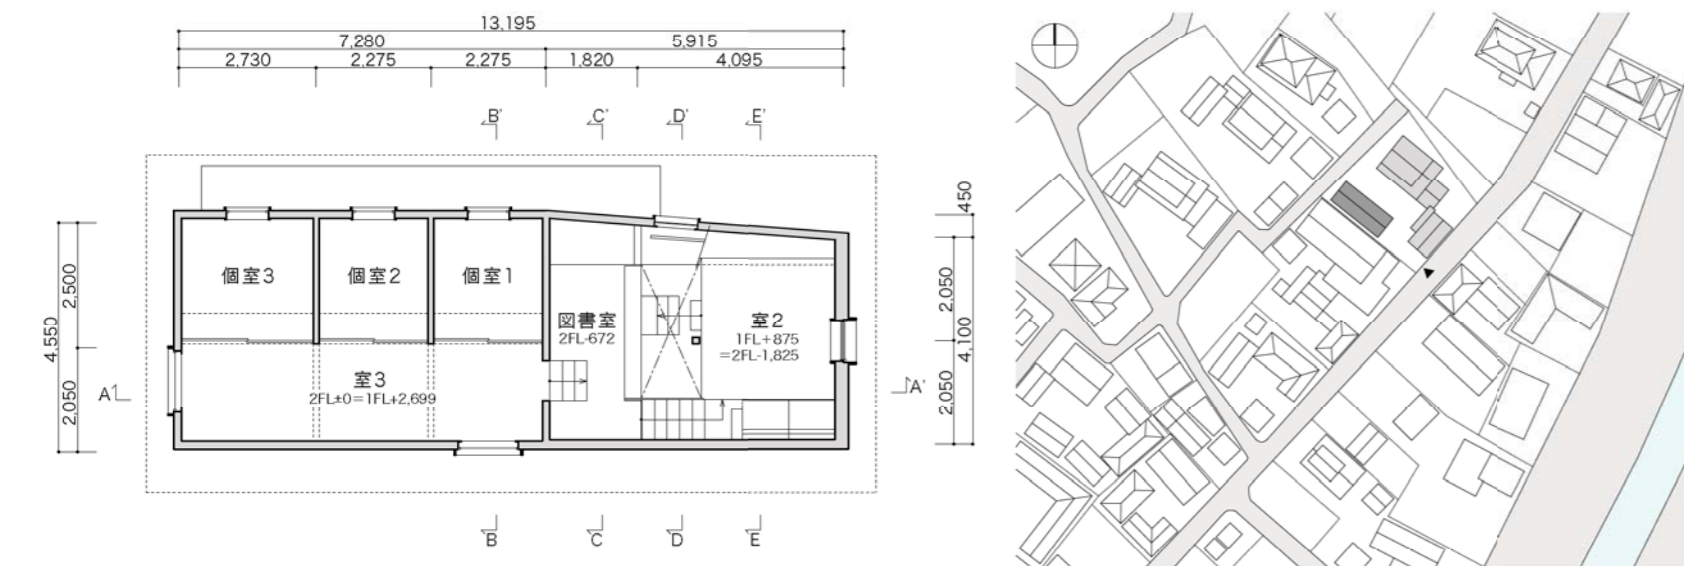 13,195
7,280 5,915
2,730 2,275 2,275 1,820 4,095
B' C' D' E'
450
個室3 個室2 個室1
2,500
2,050
図書室
2FL-672
室2
1FL+875
=2FL-1,825
4,550
4,100
室3
2FL±0=1FL+2,699
2,050
2,050
A A'
B C D E